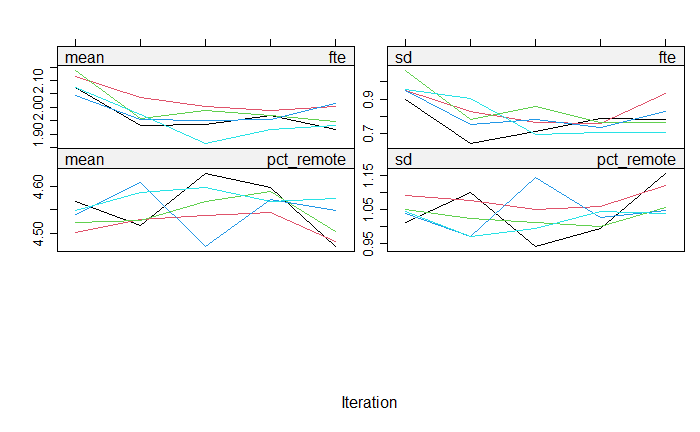 mean fte
sd fte
1.90 2.00 2.10
0.7 0.9
mean pct_remote
sd pct_remote
4.50 4.60
0.95 1.05 1.15
Iteration